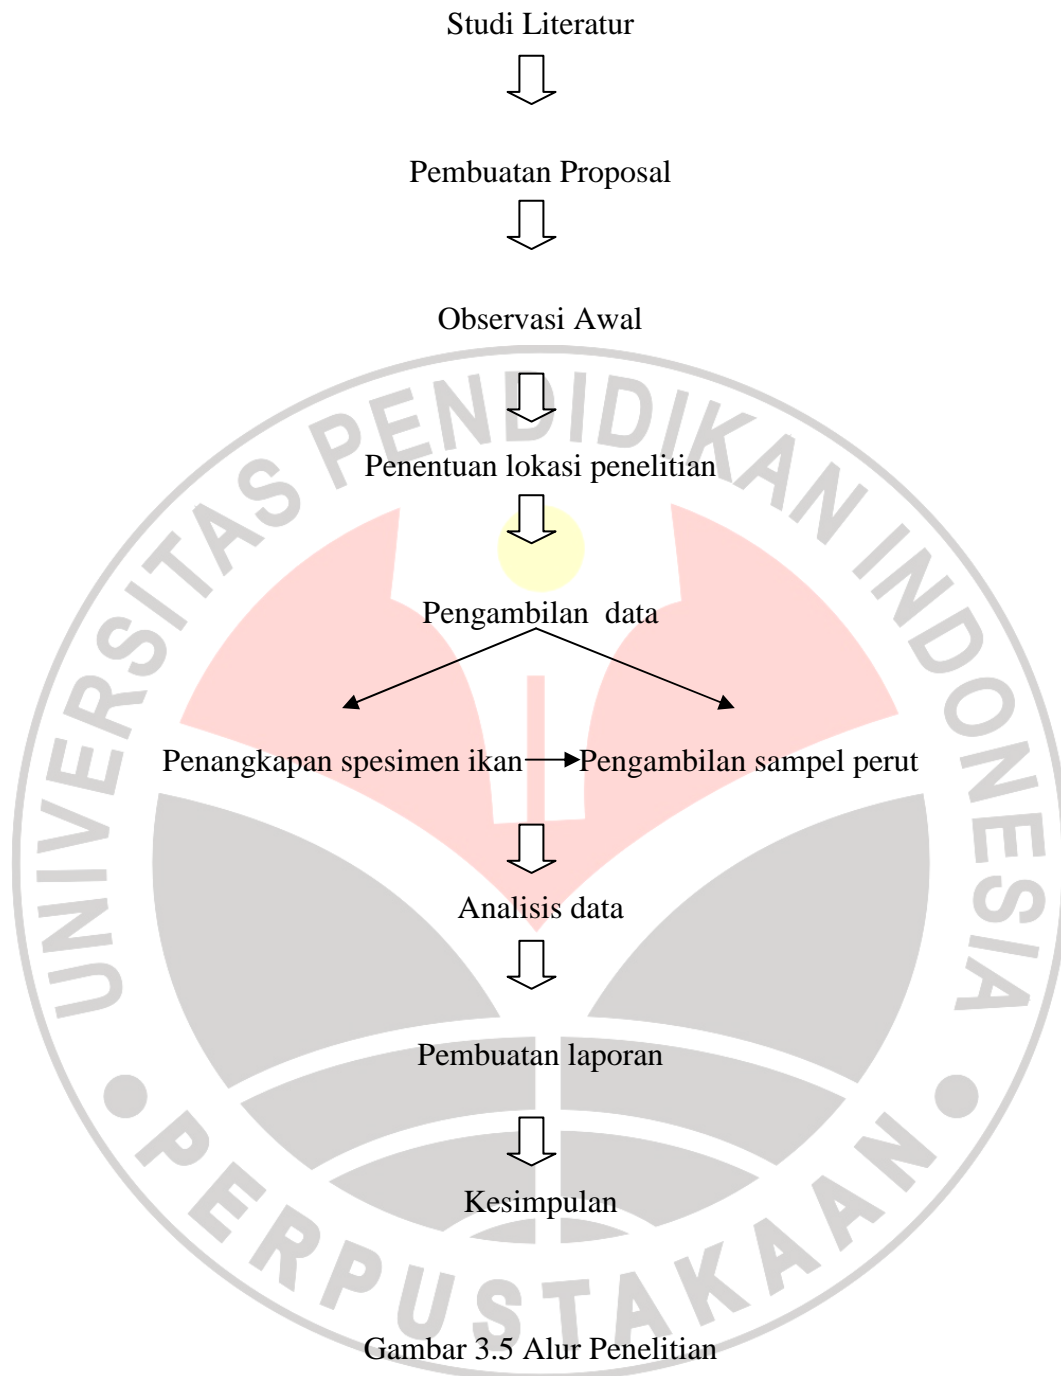 Studi Literatur
Pembuatan Proposal
Observasi Awal
Penentuan lokasi penelitian
Pengambilan  data
Penangkapan spesimen ikan
Pengambilan sampel perut
Analisis data
Pembuatan laporan
Kesimpulan
Gambar 3.5 Alur Penelitian
UNIVERSITAS PENDIDIKAN INDONESIA
PERPUSTAKAAN